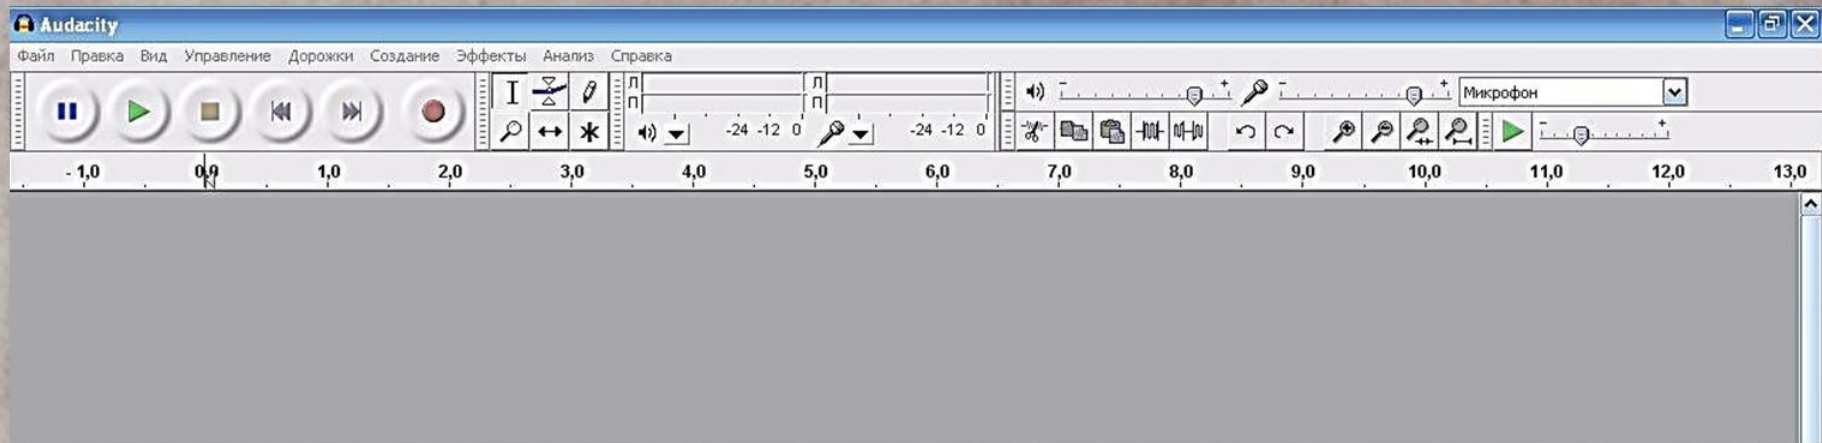 Audacity
Файл Правка Вид Управление Дорожки Создание Эффекты Анализ Справка
Л Л - + - + Микрофон
П П
-24 -12 0 -24 -12 0 - +
- 1,0 0,0 1,0 2,0 3,0 4,0 5,0 6,0 7,0 8,0 9,0 10,0 11,0 12,0 13,0